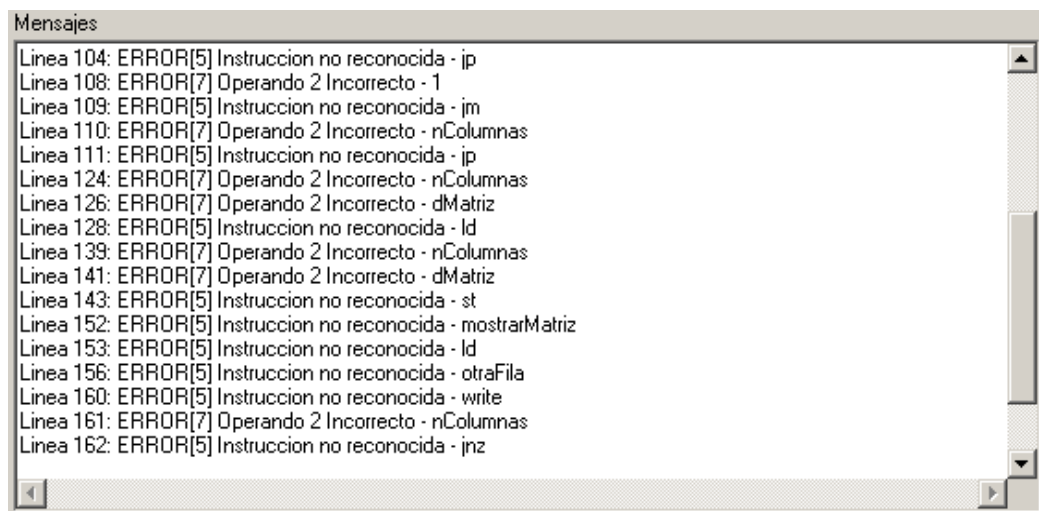 Mensajes
Linea 104: ERROR[5] Instruccion no reconocida - jp
Linea 108: ERROR[7] Operando 2 Incorrecto - 1
Linea 109: ERROR[5] Instruccion no reconocida - jm
Linea 110: ERROR[7] Operando 2 Incorrecto - nColumnas
Linea 111: ERROR[5] Instruccion no reconocida - jp
Linea 124: ERROR[7] Operando 2 Incorrecto - nColumnas
Linea 126: ERROR[7] Operando 2 Incorrecto - dMatriz
Linea 128: ERROR[5] Instruccion no reconocida - ld
Linea 139: ERROR[7] Operando 2 Incorrecto - nColumnas
Linea 141: ERROR[7] Operando 2 Incorrecto - dMatriz
Linea 143: ERROR[5] Instruccion no reconocida - st
Linea 152: ERROR[5] Instruccion no reconocida - mostrarMatriz
Linea 153: ERROR[5] Instruccion no reconocida - ld
Linea 156: ERROR[5] Instruccion no reconocida - otraFila
Linea 160: ERROR[5] Instruccion no reconocida - write
Linea 161: ERROR[7] Operando 2 Incorrecto - nColumnas
Linea 162: ERROR[5] Instruccion no reconocida - jnz